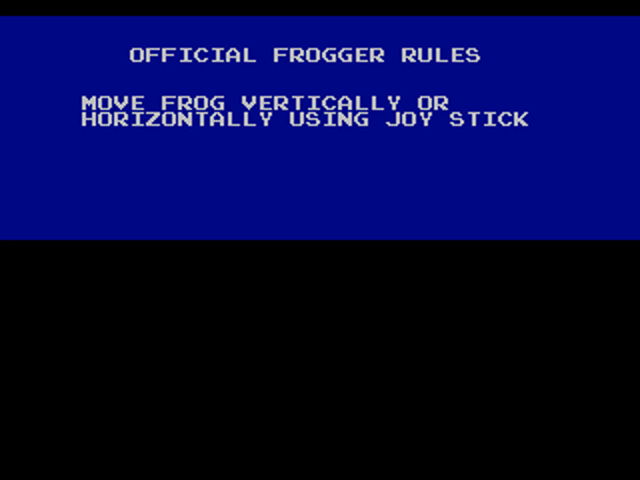 OFFICIAL FROGGER RULES
MOVE FROG VERTICALLY OR
HORIZONTALLY USING JOY STICK